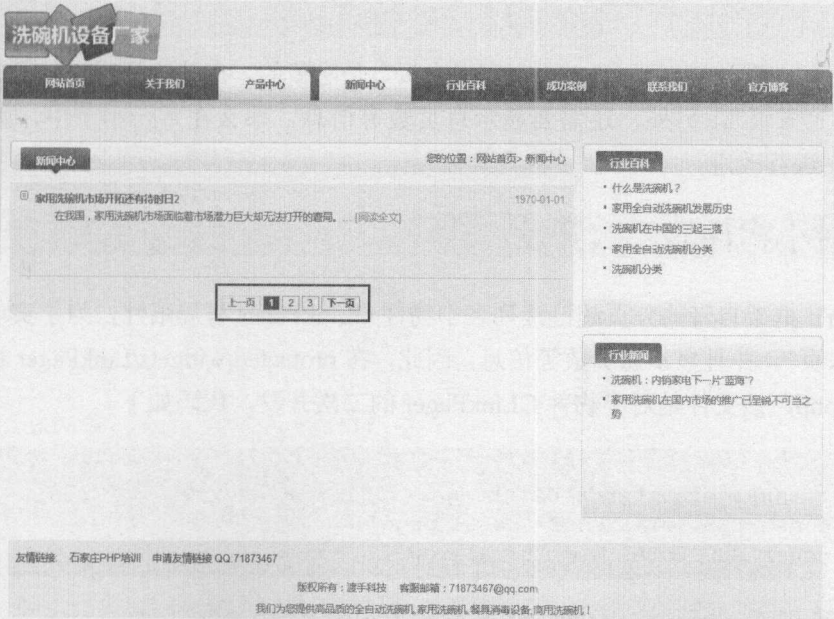 洗碗机设备厂家
网站首页 关于我们 产品中心 新闻中心 行业百科 成功案例 联系我们 官方博客
新闻中心
您的位置：网站首页> 新闻中心
家用洗碗机市场开拓还有待时日2 1970-01-01
在我国，家用洗碗机市场面临着市场潜力巨大却无法打开的窘局。... [阅读全文]
上一页 1 2 3 下一页
行业百科
什么是洗碗机？
家用全自动洗碗机发展历史
洗碗机在中国的三起三落
家用全自动洗碗机分类
洗碗机分类
行业新闻
洗碗机：内销家电下一片“蓝海”?
家用洗碗机在国内市场的推广已呈锐不可当之
势
友情链接: 石家庄PHP培训 申请友情链接 QQ:71873467
版权所有：渡手科技 客服邮箱：71873467@qq.com
我们为您提供高品质的全自动洗碗机,家用洗碗机,餐具消毒设备,商用洗碗机！